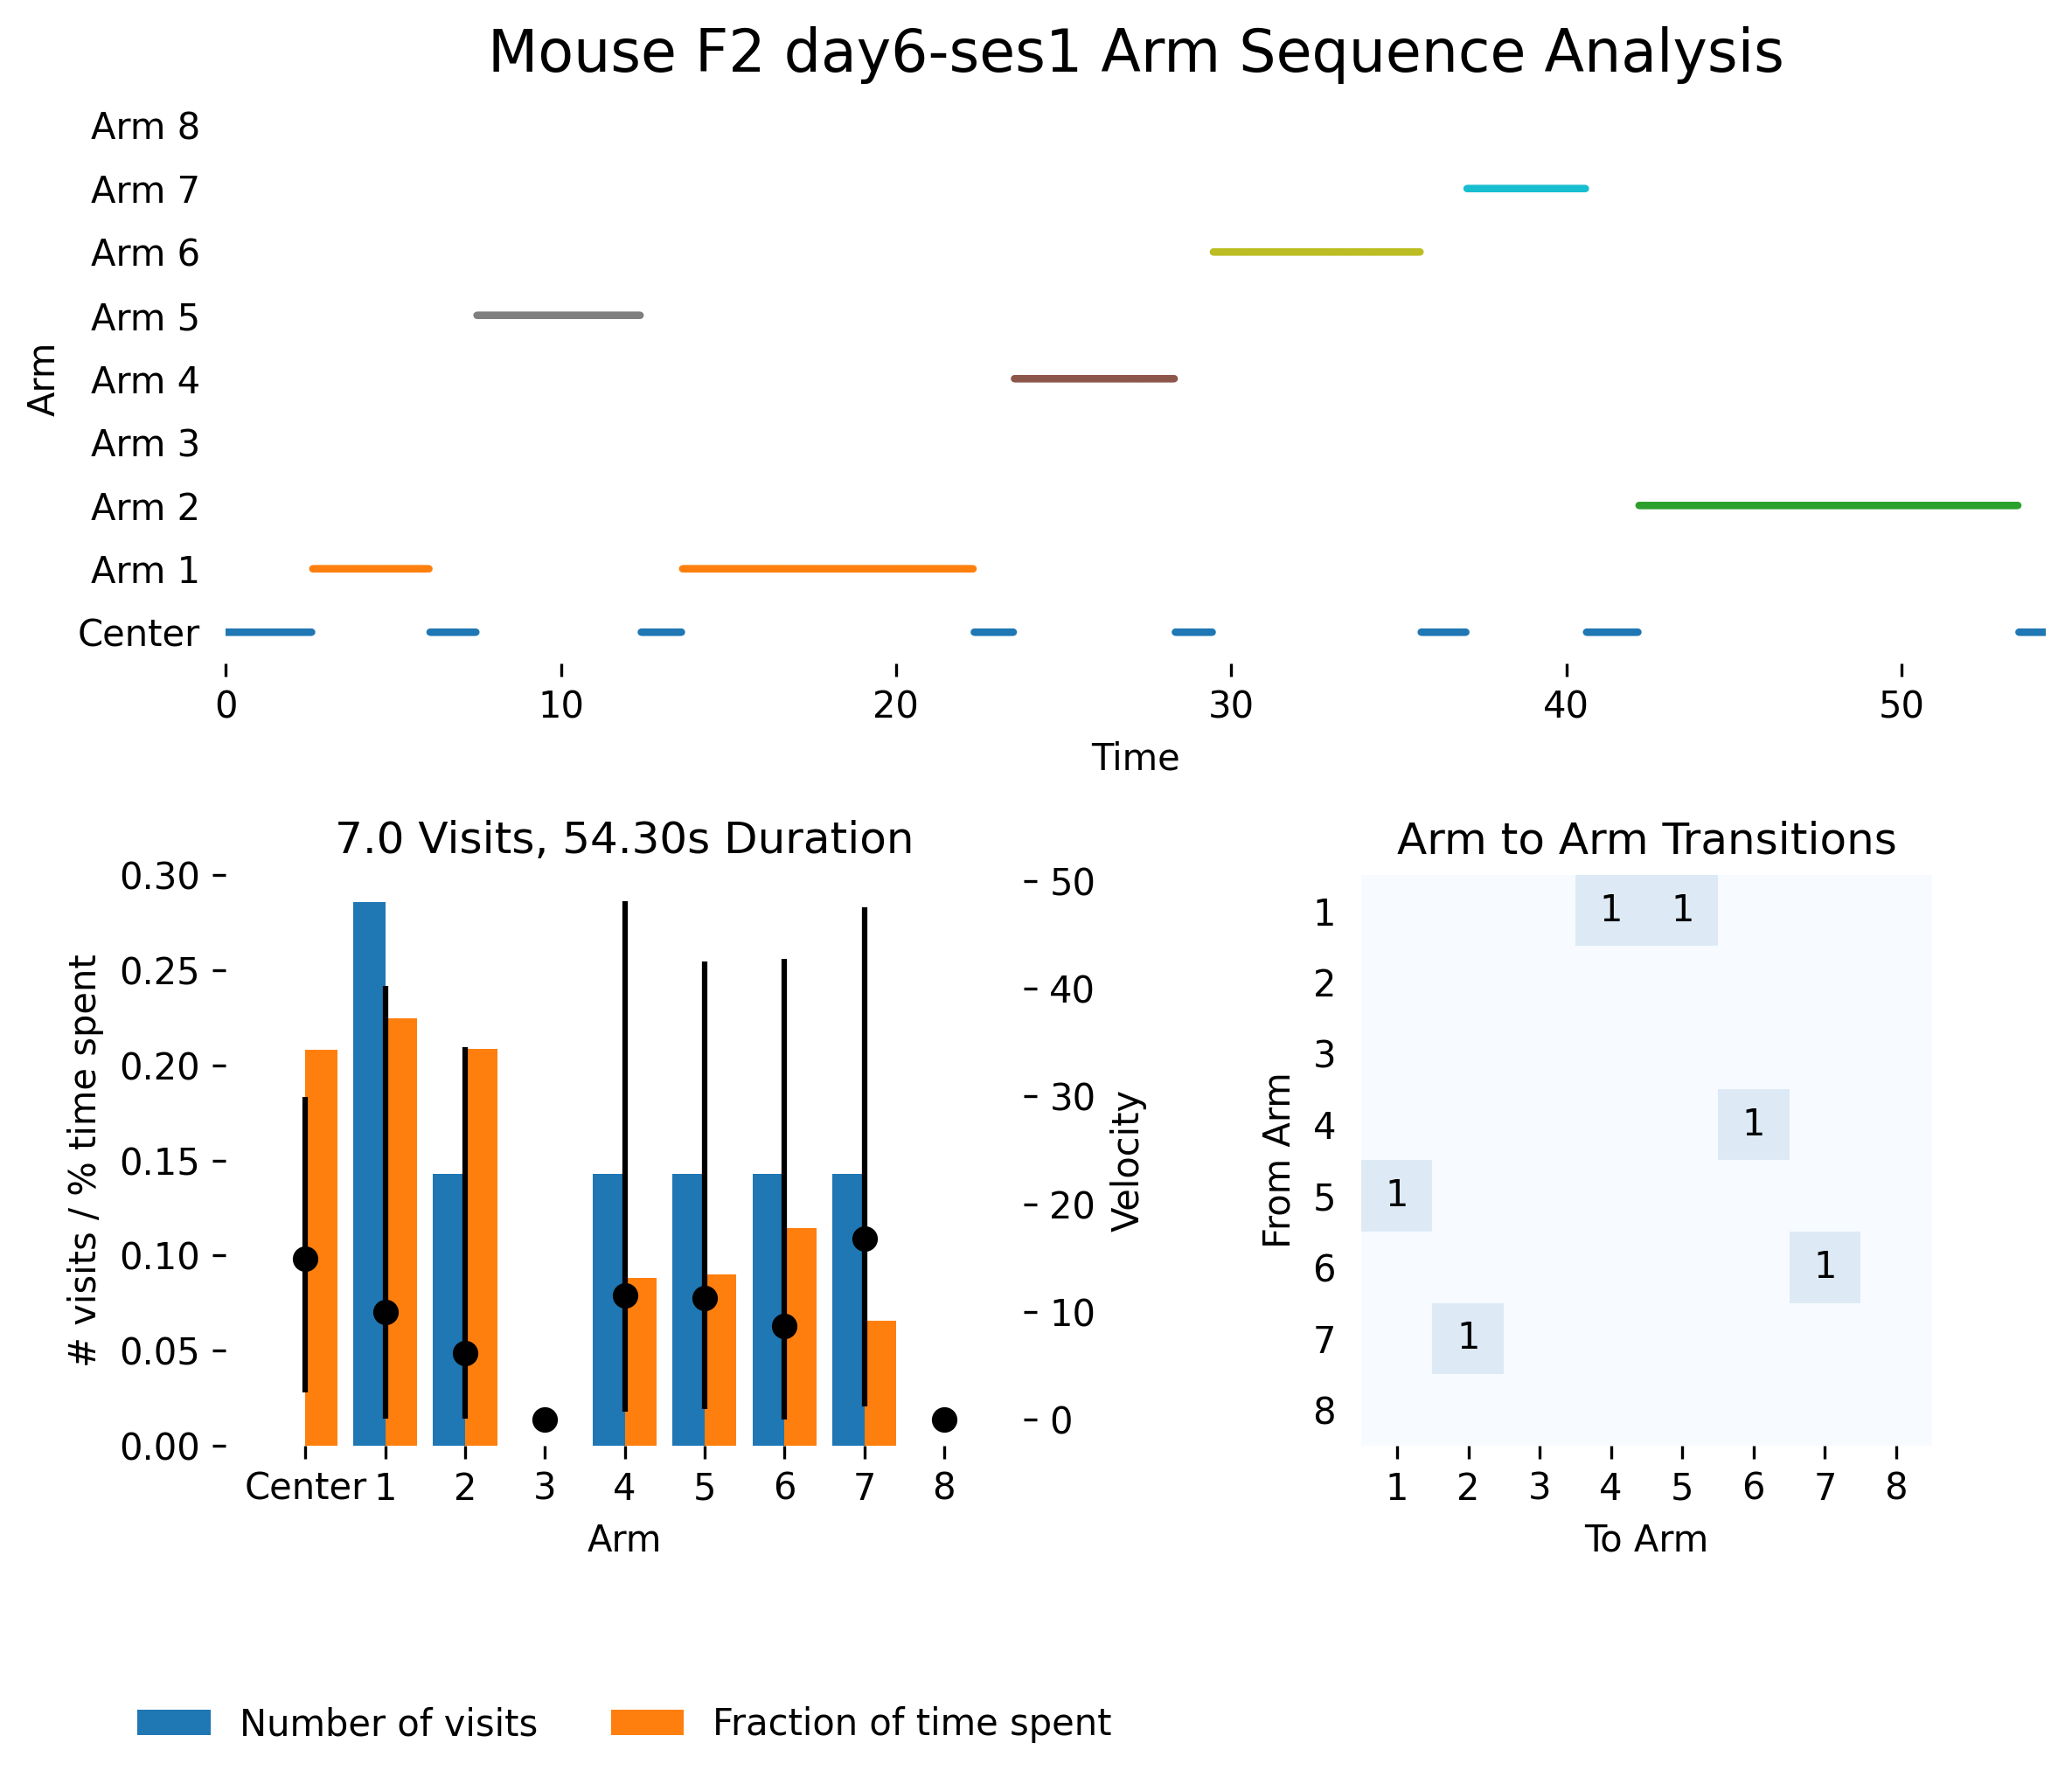 Mouse F2 day6-ses1 Arm Sequence Analysis
Arm 8
Arm 7
Arm 6
Arm 5
Arm 4
Arm 3
Arm 2
Arm 1
Center
Arm
0 10 20 30 40 50
Time
7.0 Visits, 54.30s Duration
0.30
0.25
0.20
0.15
0.10
0.05
0.00
# visits / % time spent
50
40
30
20
10
0
Velocity
Center 1 2 3 4 5 6 7 8
Arm
Arm to Arm Transitions
1
2
3
4
5
6
7
8
From Arm
1 1
1
1
1
1
1 2 3 4 5 6 7 8
To Arm
Number of visits Fraction of time spent